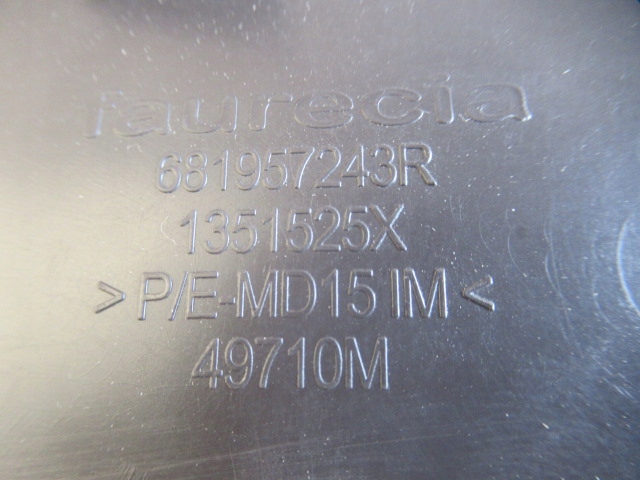 faurecia
681957243R
1351525X
> P/E-MD15 IM <
49710M